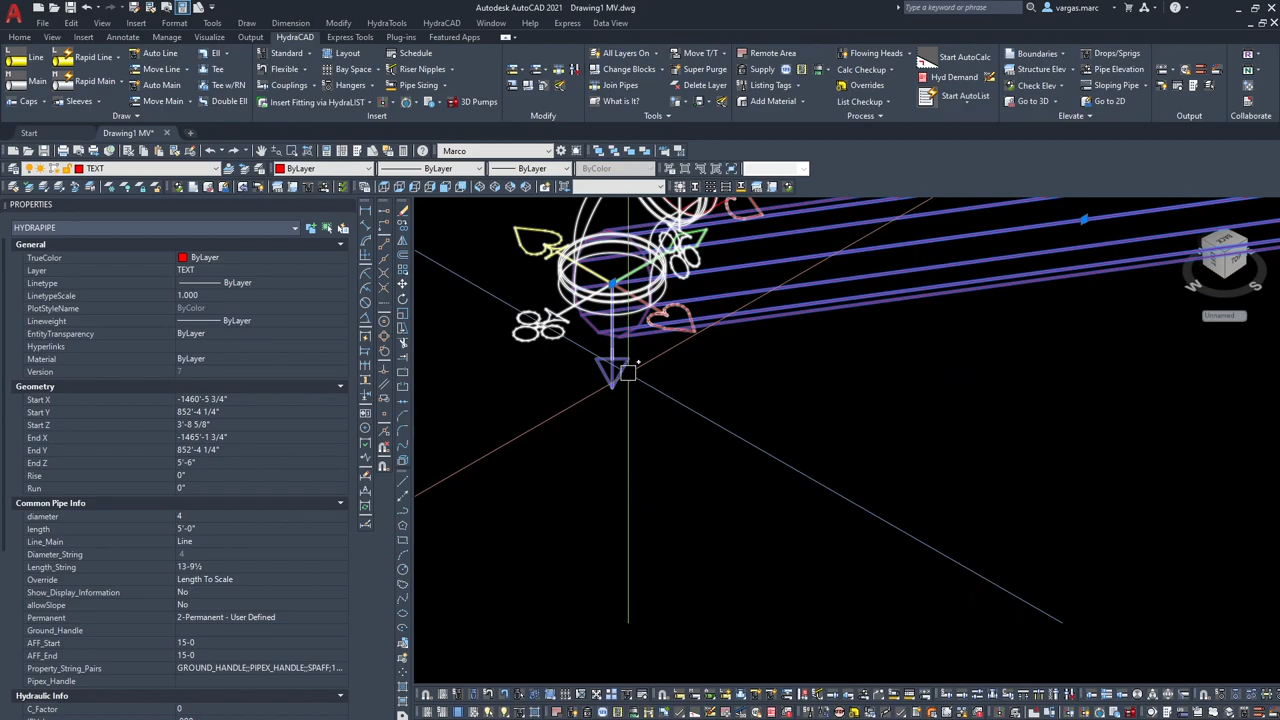 Autodesk AutoCAD 2021 Drawing1 MV.dwg
Type a keyword or phrase
vargas.marc
File Edit View Insert Format Tools Draw Dimension Modify HydraTools HydraCAD Window Help Express Data View
Home View Insert Annotate Manage Visualize Output HydraCAD Express Tools Plug-ins Featured Apps
Line Rapid Line Auto Line Ell Standard Layout Schedule All Layers On Move T/T Remote Area Flowing Heads Start AutoCalc Boundaries Drops/Sprigs
Move Line Tee Flexible Bay Space Riser Nipples Change Blocks Super Purge Supply Calc Checkup Structure Elev Pipe Elevation
Main Rapid Main Auto Main Tee w/RN Couplings Hangers Pipe Sizing Join Pipes Delete Layer Listing Tags Overrides Hyd Demand Check Elev Sloping Pipe
Caps Sleeves Move Main Double Ell Insert Fitting via HydraLIST 3D Pumps What is it? Add Material List Checkup Start AutoList Go to 3D Go to 2D
Draw Insert Modify Tools Process Elevate Output Collaborate
Start Drawing1 MV*
Marco
TEXT ByLayer ByLayer ByLayer ByColor
PROPERTIES
HYDRAPIPE
General
TrueColor ByLayer
Layer TEXT
Linetype ByLayer
LinetypeScale 1.000
PlotStyleName ByColor
Lineweight ByLayer
EntityTransparency ByLayer
Hyperlinks
Material ByLayer
Version 7
Geometry
Start X -1460'-5 3/4"
Start Y 852'-4 1/4"
Start Z 3'-8 5/8"
End X -1465'-1 3/4"
End Y 852'-4 1/4"
End Z 5'-6"
Rise 0"
Run 0"
Common Pipe Info
diameter 4
length 5'-0"
Line_Main Line
Diameter_String 4
Length_String 13-9½
Override Length To Scale
Show_Display_Information No
allowSlope No
Permanent 2-Permanent - User Defined
Ground_Handle
AFF_Start 15-0
AFF_End 15-0
Property_String_Pairs GROUND_HANDLE;;PIPEX_HANDLE;;SPAFF;1...
Pipex_Handle
Hydraulic Info
C_Factor 0
W
S
Unnamed